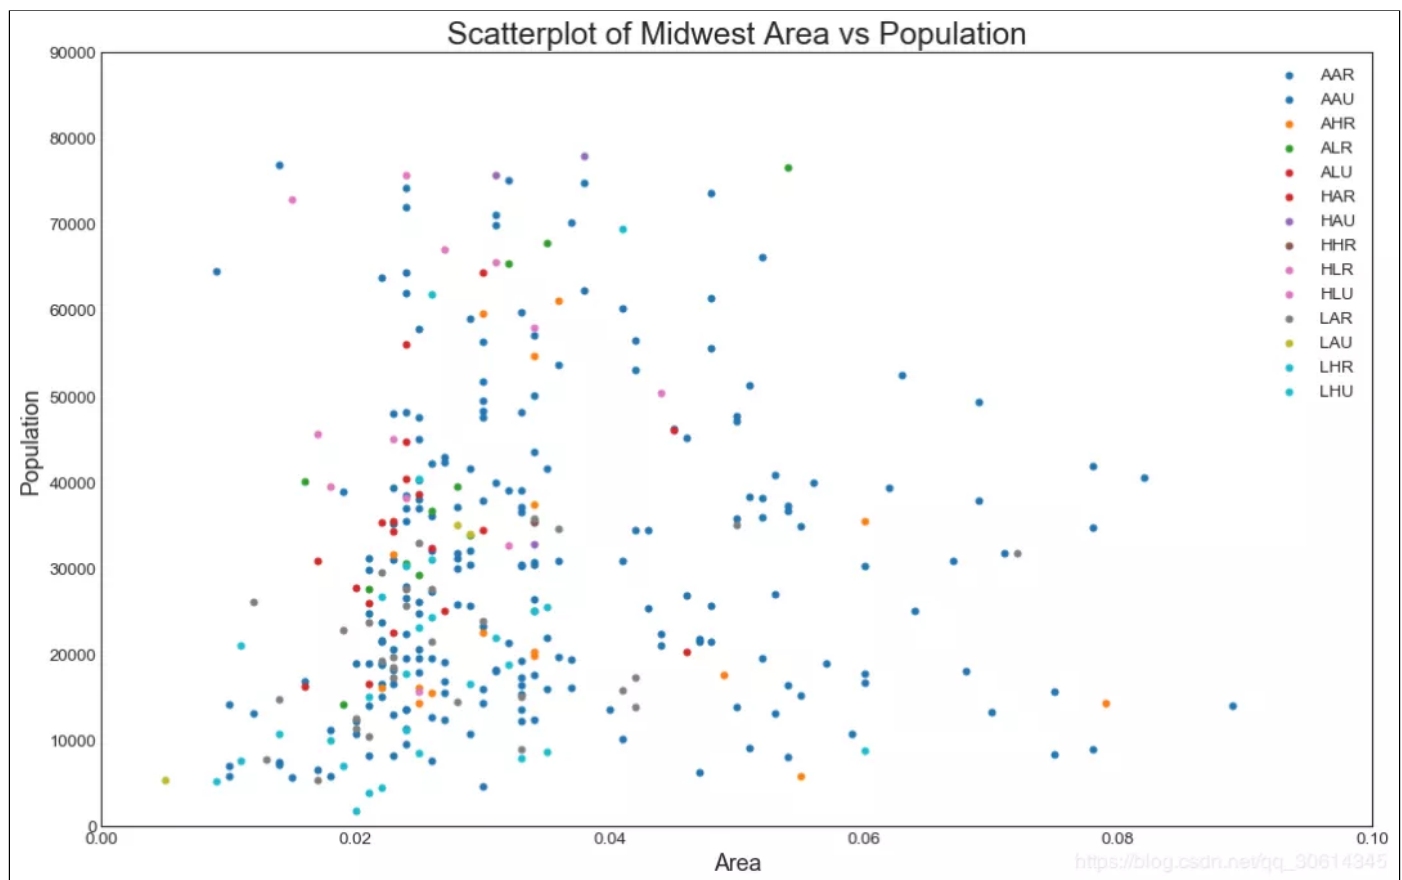 Scatterplot of Midwest Area vs Population
90000
80000
70000
60000
50000
40000
30000
20000
10000
0
Population
AAR
AAU
AHR
ALR
ALU
HAR
HAU
HHR
HLR
HLU
LAR
LAU
LHR
LHU
0.00
0.02
0.04
0.06
0.08
0.10
Area
https://blog.csdn.net/qq_30614345